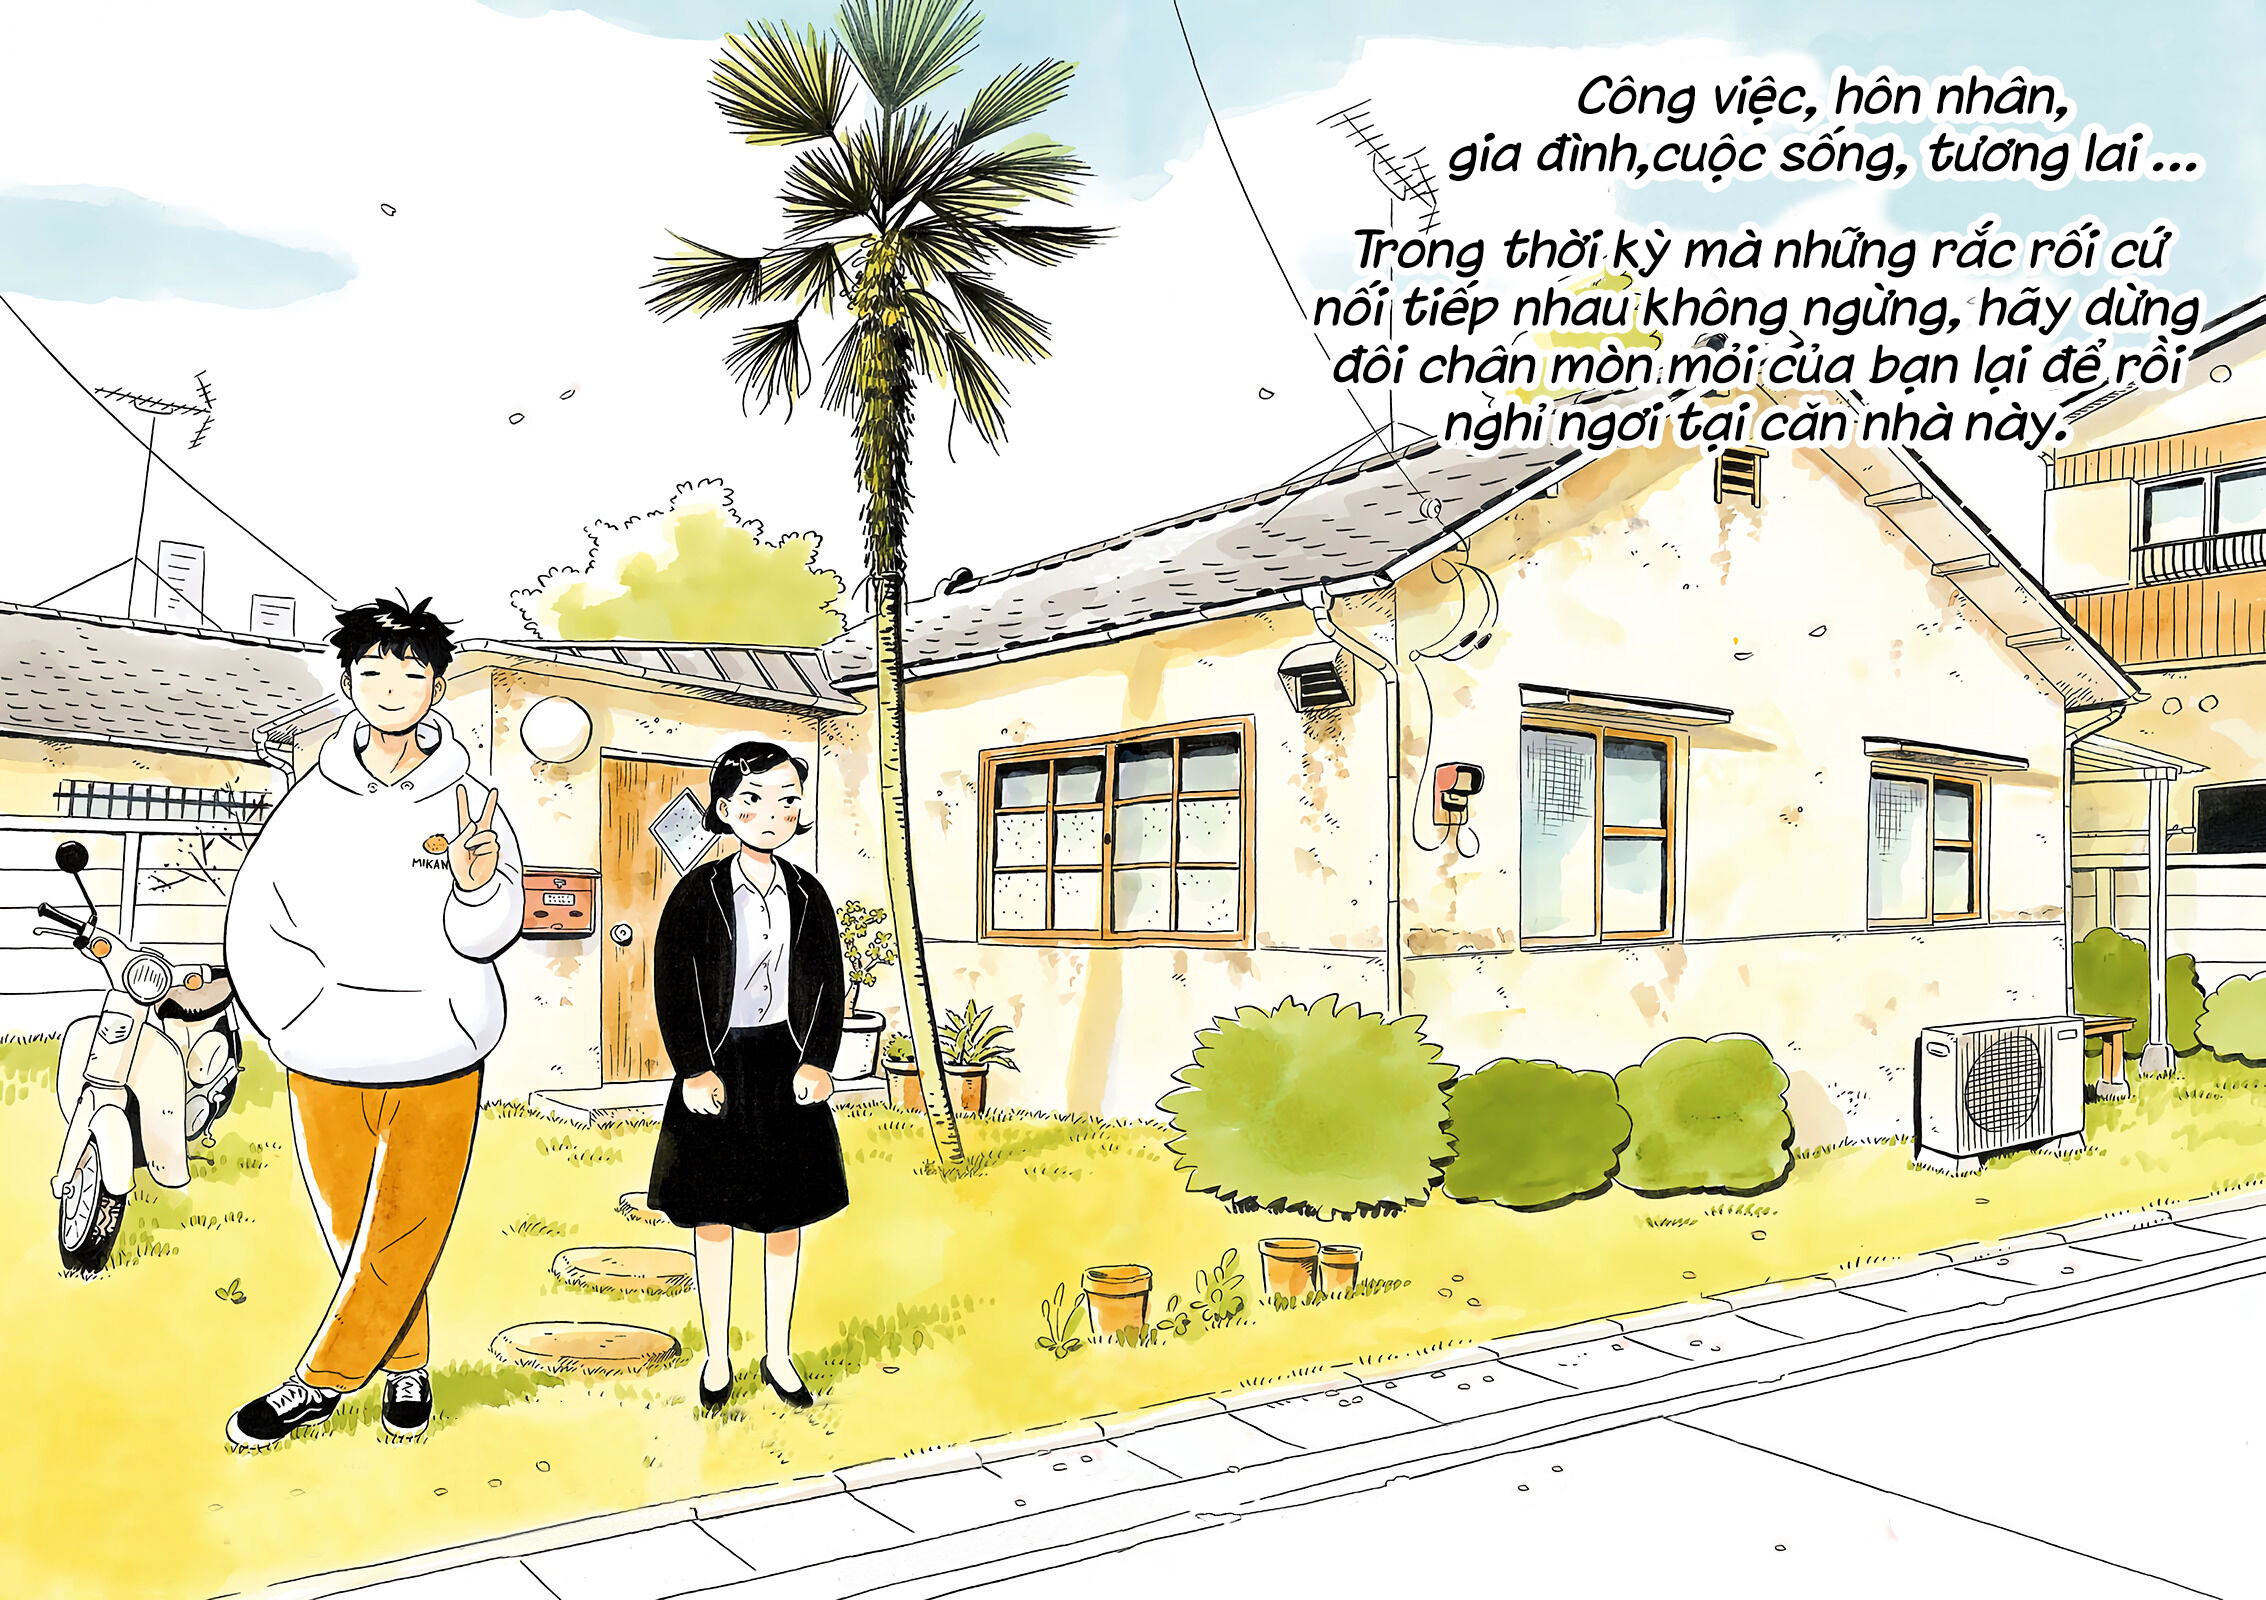 Công việc, hôn nhân,
gia đình,cuộc sống, tương lai ...
Trong thời kỳ mà những rắc rối cứ
nối tiếp nhau không ngừng, hãy dừng
đôi chân mòn mỏi của bạn lại để rồi
nghỉ ngơi tại căn nhà này.
MIKAN